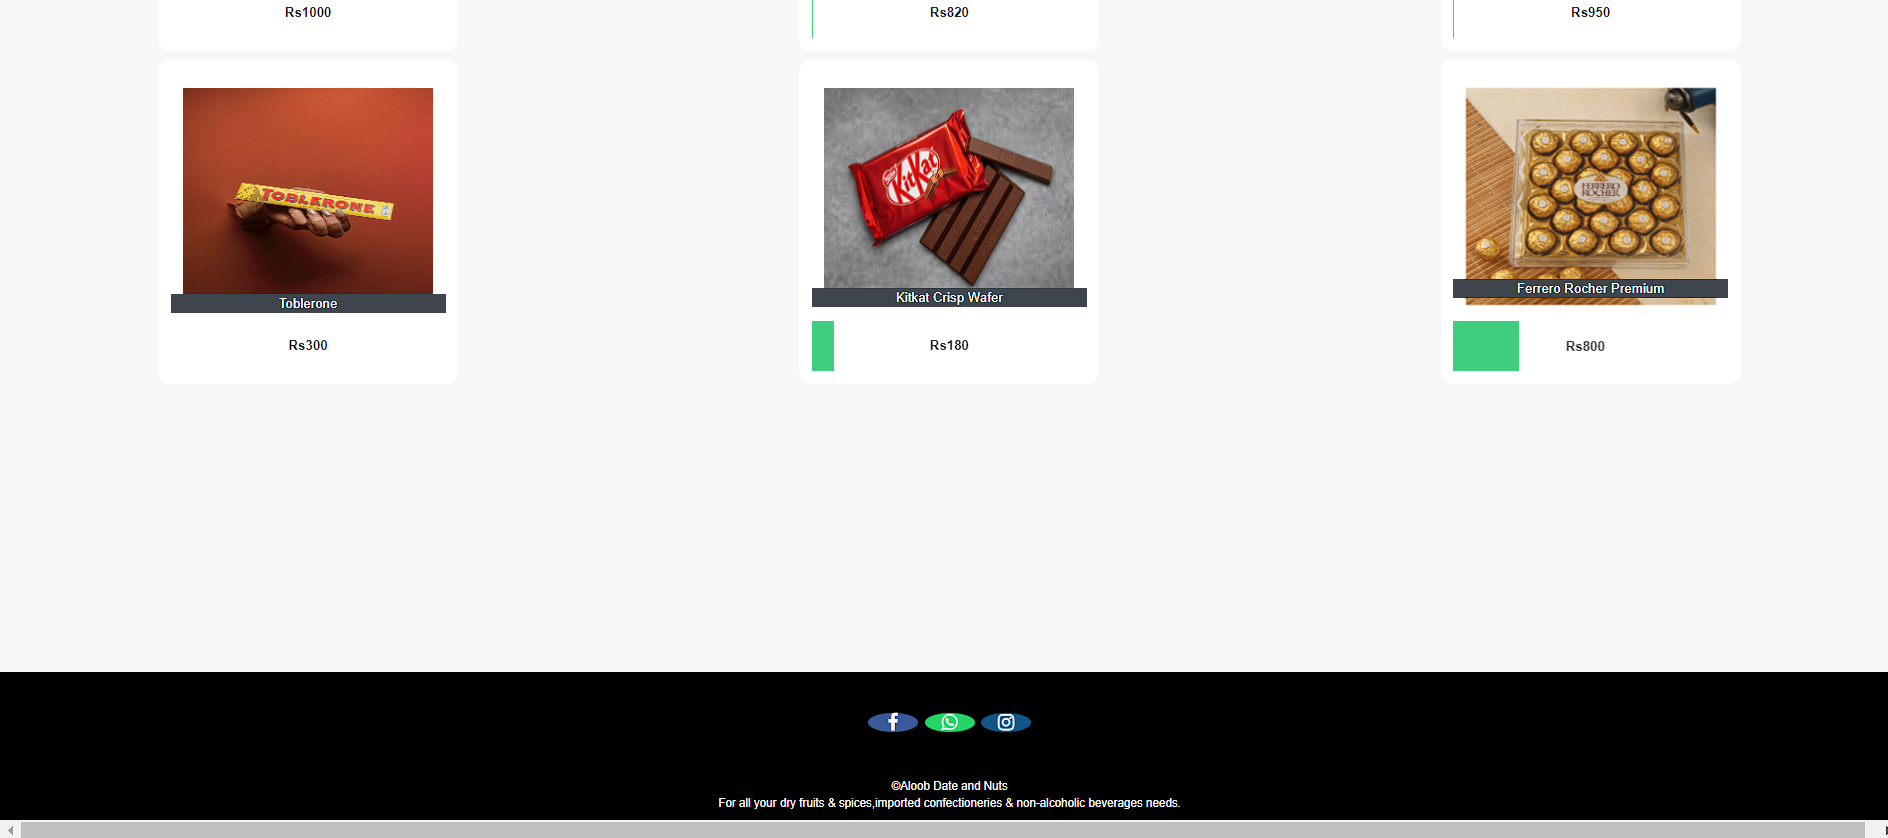 Rs1000
Rs820
Rs950
TOBLERONE
Nestle
KitKat
FERRERO
ROCHER
Toblerone
Kitkat Crisp Wafer
Ferrero Rocher Premium
Rs300
Rs180
Rs800
©Aloob Date and Nuts
For all your dry fruits & spices,imported confectioneries & non-alcoholic beverages needs.